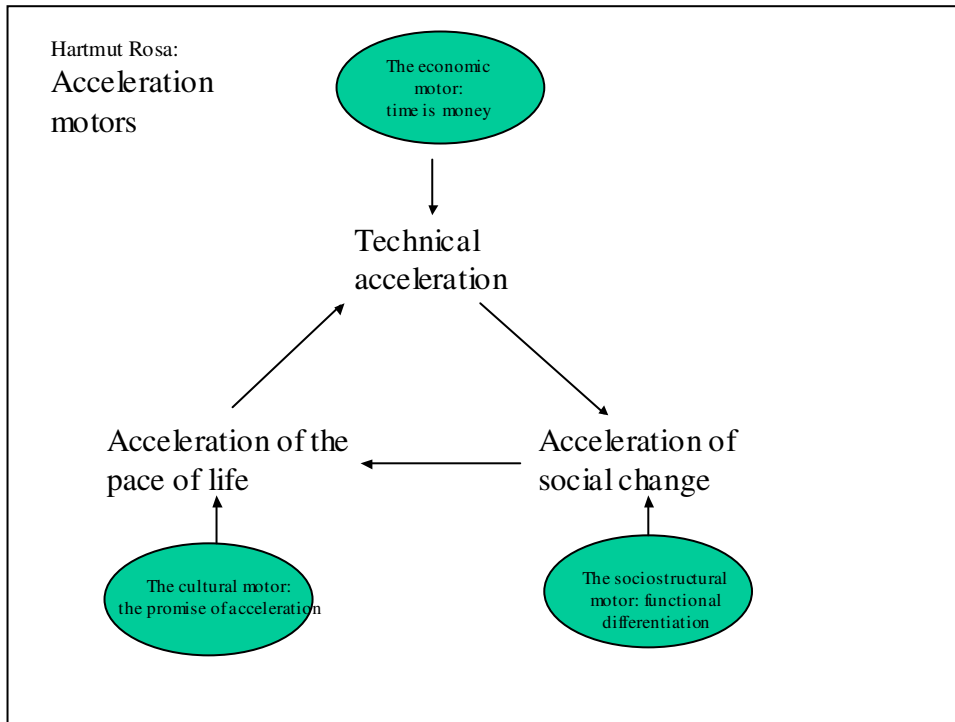 Hartmut Rosa:
Acceleration
motors
The economic
motor:
time is money
Technical
acceleration
Acceleration of the
pace of life
Acceleration of
social change
The cultural motor:
the promise of acceleration
The sociostructural
motor: functional
differentiation